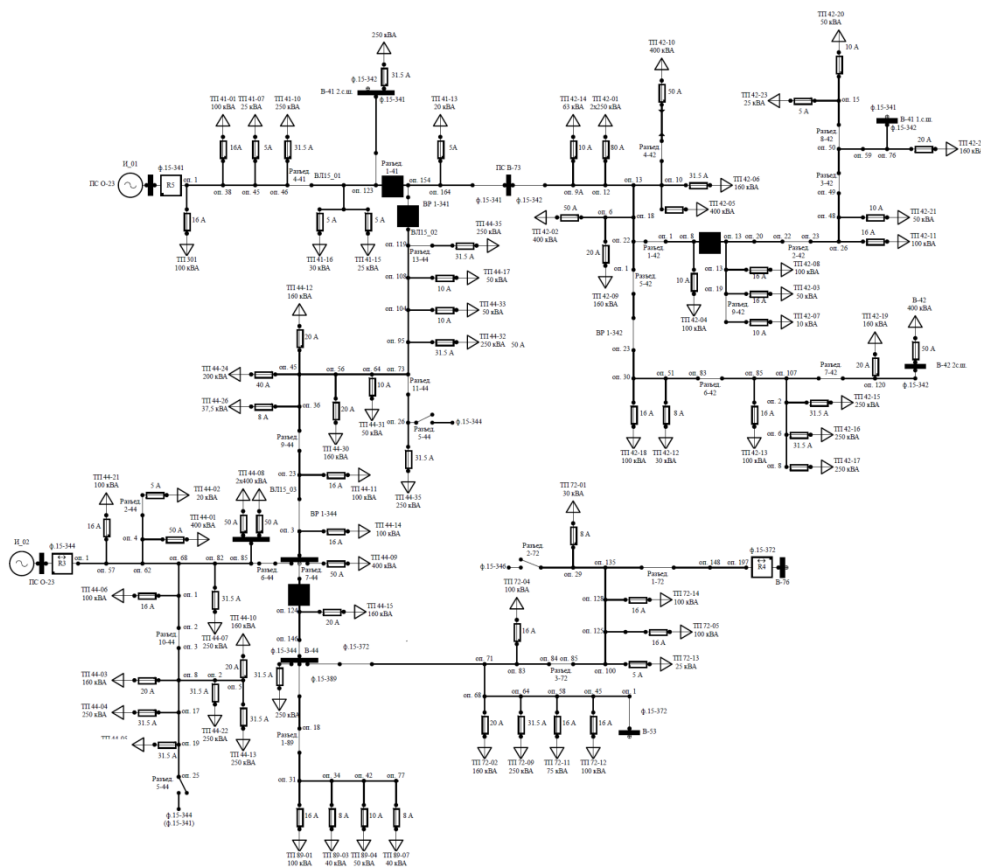 250 кВА
ф.15-342
31.5 А
В-41 2.с.ш.
ф.15-341
ТП 41-01
100 кВА
ТП 41-07
25 кВА
ТП 41-10
250 кВА
16А
5А
31.5 А
ТП 41-13
20 кВА
5А
ТП 42-14
63 кВА
ТП 42-01
2х250 кВА
10 А
80 А
ТП 42-10
400 кВА
50 А
Разъед.
4-42
ТП 42-20
50 кВА
10 А
ТП 42-23
25 кВА
5 А
оп. 15
Разъед.
8-42
ф.15-341
В-41 1.с.ш.
ф.15-342
20 А
160 кВА
оп. 50
оп. 59
оп. 76
Разъед.
3-42
оп. 49
И_01
ПС О-23
ф.15-341
R5
оп. 1
оп. 38
оп. 45
оп. 46
Разъед.
4-41
ВЛ15_01
оп. 123
Разъед.
1-41
оп. 154
оп. 164
ПС В-73
ф.15-341
ф.15-342
оп. 9А
оп. 12
оп. 13
оп. 10
31.5 А
ТП 42-06
160 кВА
ТП 42-05
400 кВА
16 А
ТП301
100 кВА
5 А
5 А
ТП 41-16
30 кВА
ТП 41-15
25 кВА
ВР 1-341
ВЛ15_02
50 А
ТП 42-02
400 кВА
оп. 6
20 А
ТП 42-09
160 кВА
оп. 18
оп. 22
оп. 1
оп. 8
Разъед.
1-42
10 А
ТП 42-04
100 кВА
оп. 13
оп. 20
оп. 22
оп. 23
Разъед.
2-42
оп. 48
оп. 26
10 А
ТП 42-21
50 кВА
16 А
ТП 42-11
100 кВА
оп. 13
оп. 19
Разъед.
9-42
16 А
ТП 42-08
100 кВА
16 А
ТП 42-03
50 кВА
10 А
ТП 42-07
10 кВА
оп. 119
Разъед.
13-44
ТП 44-35
250 кВА
31.5 А
оп. 108
ТП 44-17
50 кВА
10 А
оп. 104
ТП 44-33
50 кВА
10 А
оп. 95
ТП 44-32
250 кВА
50 А
31.5 А
оп. 1
Разъед.
5-42
ВР 1-342
оп. 23
оп. 30
оп. 51
оп. 83
Разъед.
6-42
оп. 85
оп. 107
Разъед.
7-42
оп. 120
ТП 42-19
160 кВА
20 А
В-42
400 кВА
50 А
В-42 2с.ш.
ф.15-342
16 А
8 А
16 А
ТП 42-18
100 кВА
ТП 42-12
30 кВА
ТП 42-13
100 кВА
оп. 2
31.5 А
ТП 42-15
250 кВА
оп. 6
31.5 А
ТП 42-16
250 кВА
оп. 8
ТП 42-17
250 кВА
ТП 44-12
160 кВА
20 А
ТП 44-24
200 кВА
40 А
оп. 45
оп. 56
оп. 64
оп. 73
10 А
20 А
Разъед.
11-44
ТП 44-26
37,5 кВА
8 А
оп. 36
ТП 44-31
50 кВА
ТП 44-30
160 кВА
оп. 26
Разъед.
5-44
ф.15-344
31.5 А
ТП 44-35
250 кВА
Разъед.
9-44
оп. 23
16 А
ТП 44-11
100 кВА
ВЛ15_03
ВР 1-344
ТП 44-21
100 кВА
16 А
5 А
ТП 44-02
20 кВА
Разъед.
2-44
оп. 4
ТП 44-01
400 кВА
50 А
ТП 44-08
2х400 кВА
50 А
50 А
оп. 3
16 А
ТП 44-14
100 кВА
И_02
ПС О-23
ф.15-344
R3
оп. 1
оп. 57
оп. 62
оп. 68
оп. 82
оп. 85
Разъед.
6-44
Разъед.
7-44
50 А
ТП 44-09
400 кВА
ТП 44-06
100 кВА
16 А
оп. 1
31.5 А
ТП 44-07
250 кВА
оп. 2
Разъед.
10-44
оп. 3
оп. 124
20 А
ТП 44-15
160 кВА
оп. 146
ТП 44-10
160 кВА
20 А
ТП 44-03
160 кВА
20 А
оп. 8
оп. 2
оп. 5
31.5 А
31.5 А
ТП 44-04
250 кВА
31.5 А
оп. 17
ТП 44-22
250 кВА
ТП 44-13
250 кВА
31.5 А
оп. 19
оп. 25
Разъед.
5-44
ф.15-344
(ф.15-341)
В-44
ф.15-344
ф.15-389
ф.15-372
31.5 А
250 кВА
оп. 18
Разъед.
1-89
оп. 31
оп. 34
оп. 42
оп. 77
16 А
8 А
10 А
8 А
ТП 89-01
100 кВА
ТП 89-03
40 кВА
ТП 89-04
50 кВА
ТП 89-07
40 кВА
ТП 72-01
30 кВА
8 А
Разъед.
2-72
ф.15-346
оп. 29
оп. 135
Разъед.
1-72
оп. 148
оп. 197
ф.15-372
R4
В-76
ТП 72-04
100 кВА
16 А
оп. 128
16 А
ТП 72-14
100 кВА
оп. 125
16 А
ТП 72-05
100 кВА
оп. 71
оп. 83
оп. 84
оп. 85
Разъед.
3-72
оп. 100
5 А
ТП 72-13
25 кВА
оп. 68
оп. 64
оп. 58
оп. 45
оп. 1
ф.15-372
В-53
20 А
31.5 А
16 А
16 А
ТП 72-02
160 кВА
ТП 72-09
250 кВА
ТП 72-11
75 кВА
ТП 72-12
100 кВА